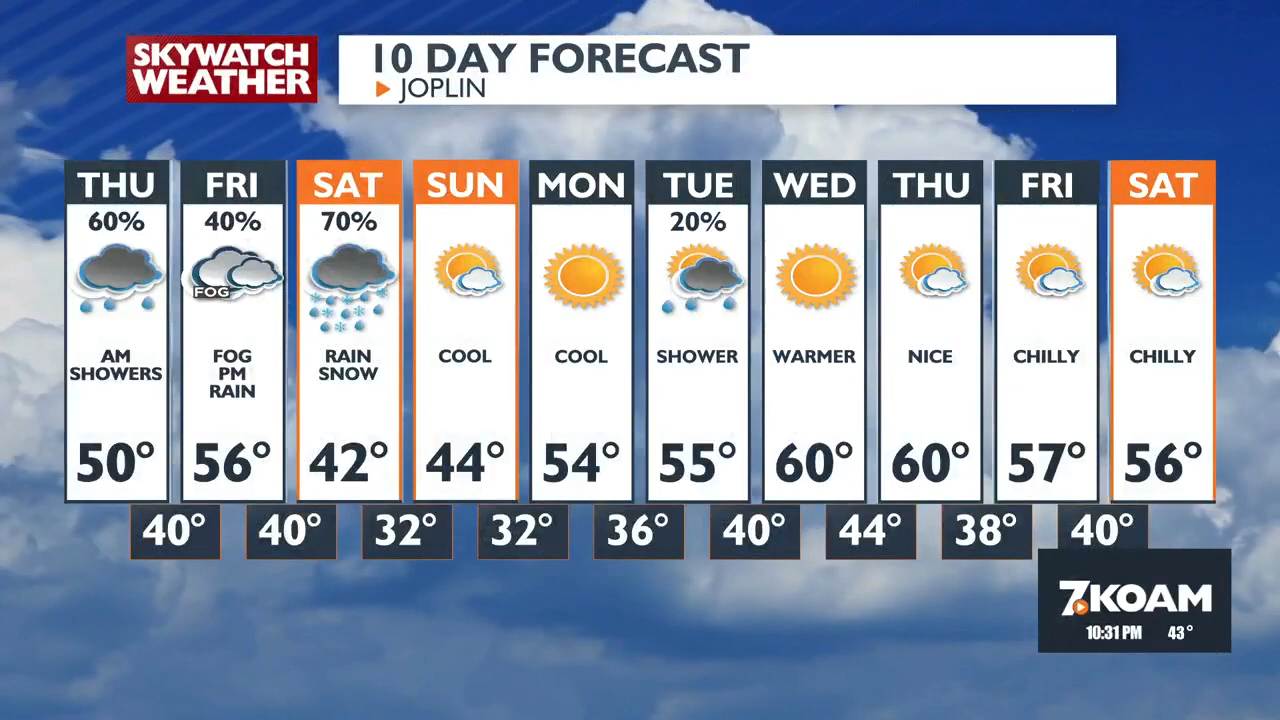 SKYWATCH
WEATHER
10 DAY FORECAST
JOPLIN
THU FRI SAT SUN MON TUE WED THU FRI SAT
60% 40% 70% 20%
FOG
AM
SHOWERS
FOG
PM
RAIN
RAIN
SNOW
COOL
COOL
SHOWER
WARMER
NICE
CHILLY
CHILLY
50° 56° 42° 44° 54° 55° 60° 60° 57° 56°
40° 40° 32° 32° 36° 40° 44° 38° 40°
7KOAM
10:31 PM 43°